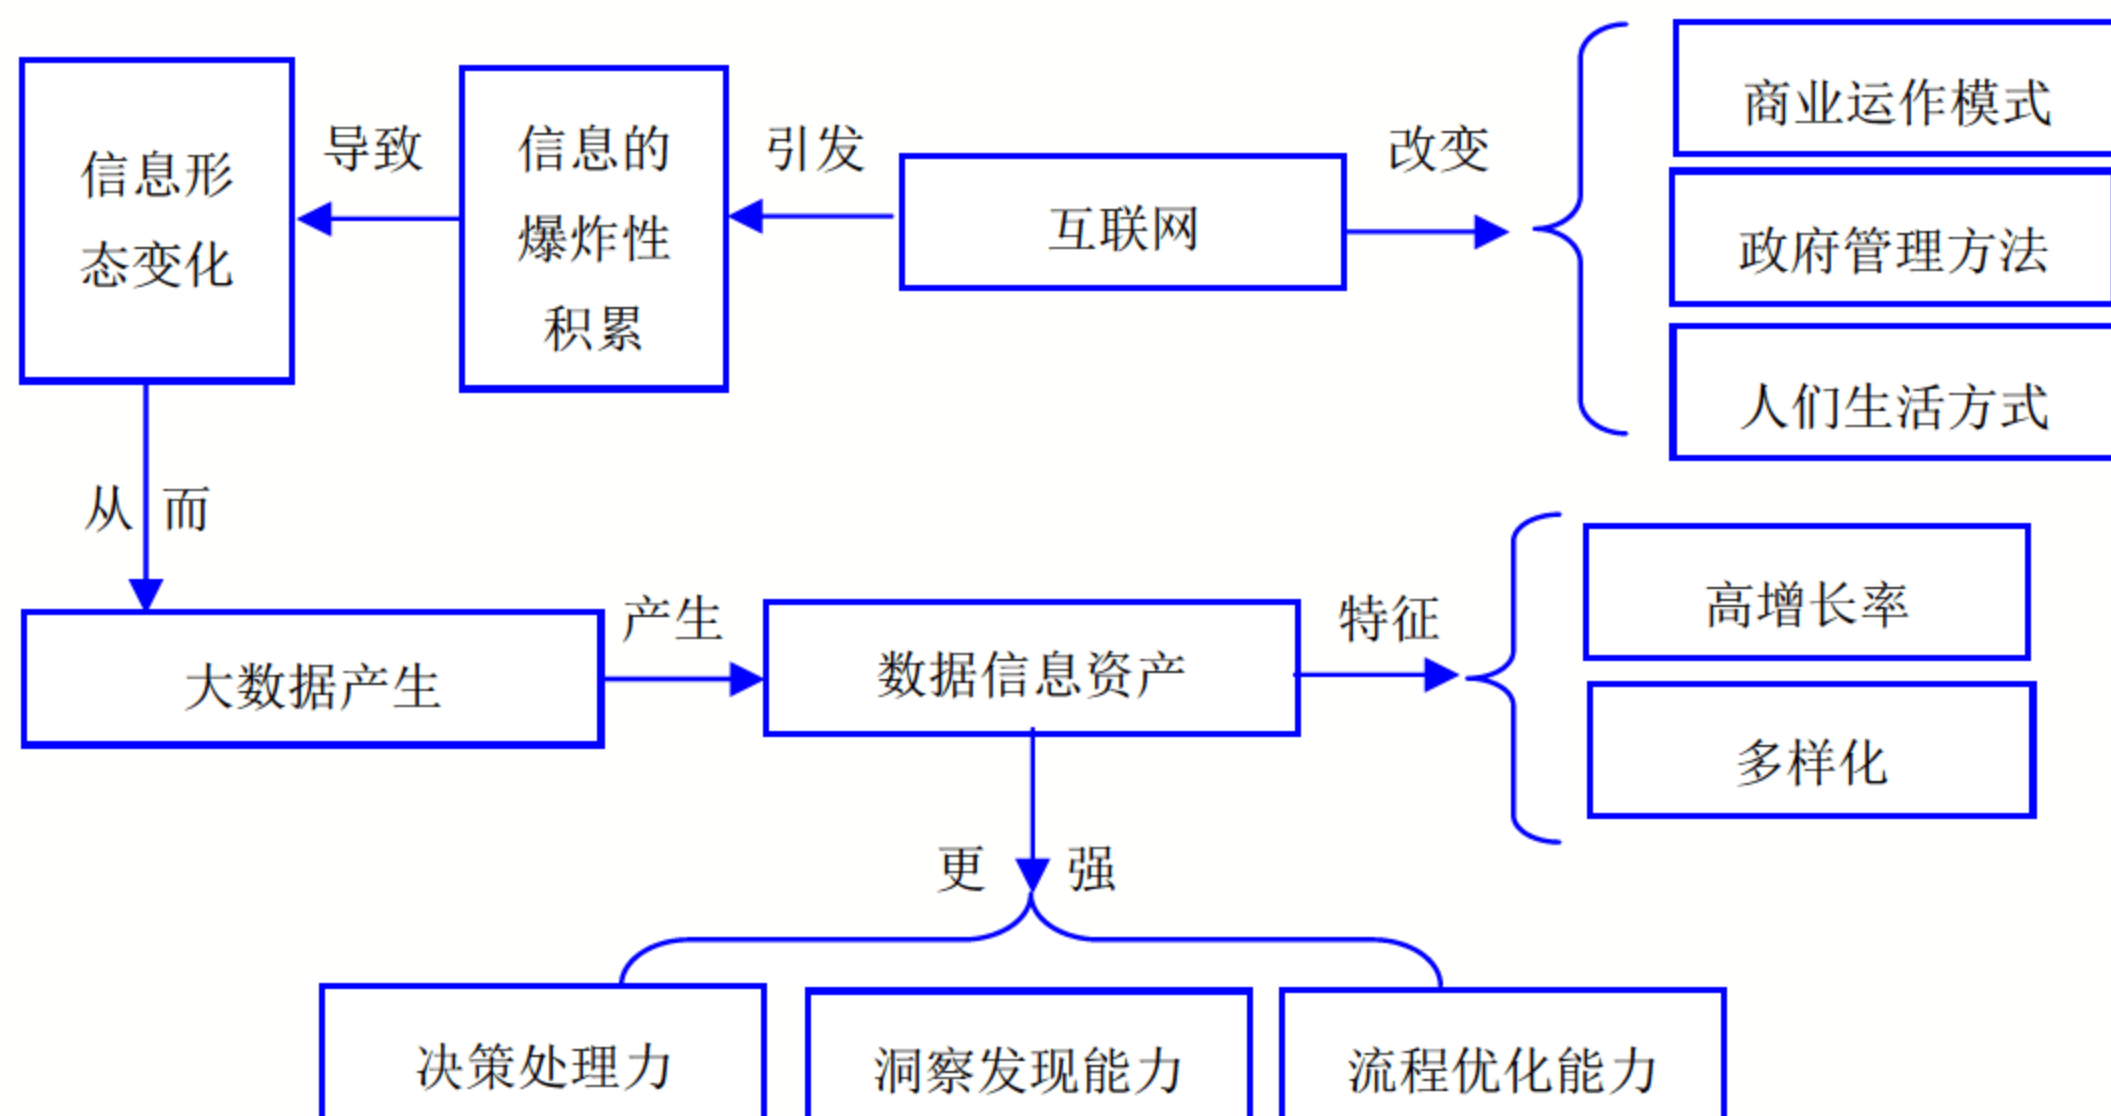 商业运作模式
信息形
态变化
导致
信息的
爆炸性
积累
引发
互联网
改变
政府管理方法
人们生活方式
从 而
大数据产生
产生
数据信息资产
特征
高增长率
多样化
更 强
决策处理力
洞察发现能力
流程优化能力